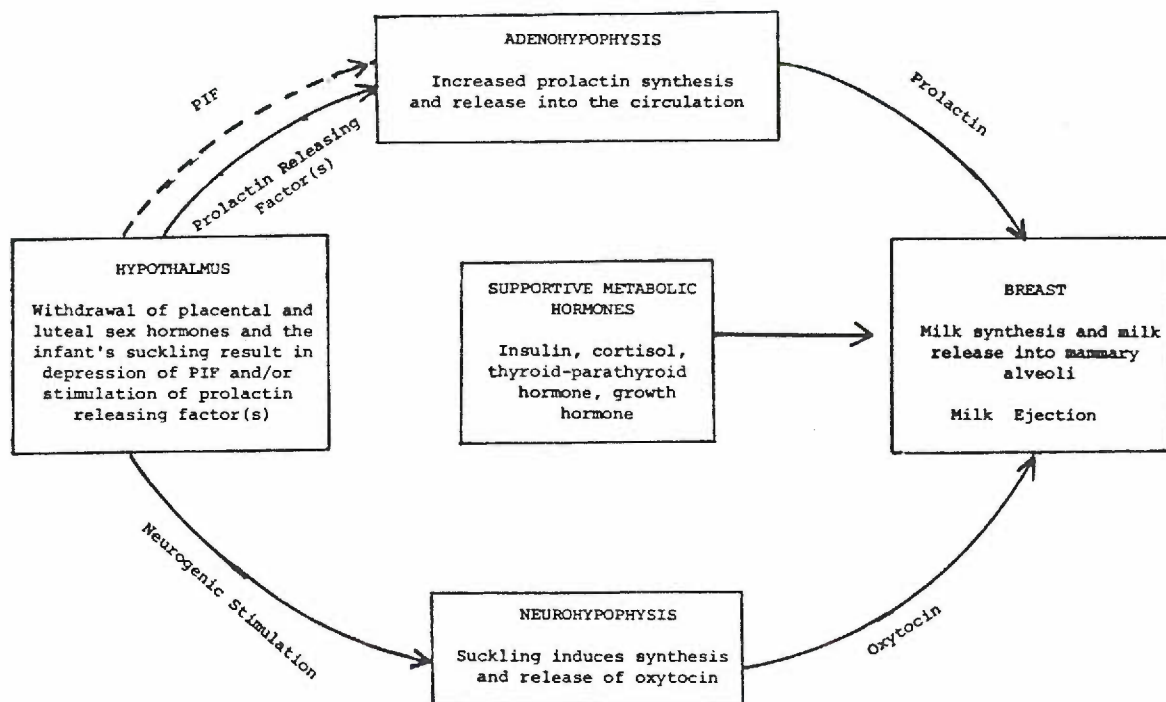 ADENOHYPOPHYSIS
Increased prolactin synthesis
and release into the circulation
PIF
Prolactin Releasing
Factor(s)
Prolactin
HYPOTHALMUS
Withdrawal of placental and
luteal sex hormones and the
infant's suckling result in
depression of PIF and/or
stimulation of prolactin
releasing factor(s)
SUPPORTIVE METABOLIC
HORMONES
Insulin, cortisol,
thyroid-parathyroid
hormone, growth
hormone
BREAST
Milk synthesis and milk
release into mammary
alveoli
Milk Ejection
Neurogenic Stimulation
NEUROHYPOPHYSIS
Suckling induces synthesis
and release of oxytocin
Oxytocin